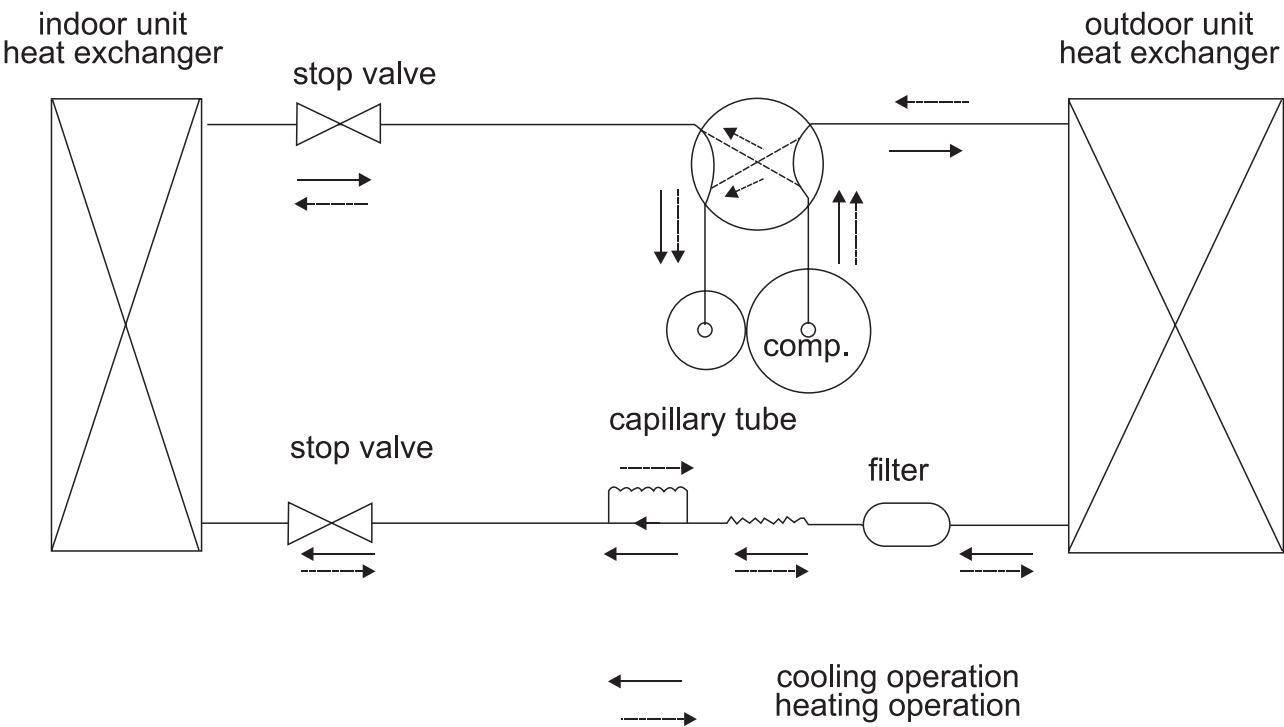 indoor unit
heat exchanger
outdoor unit
heat exchanger
stop valve
comp.
capillary tube
stop valve
filter
cooling operation
heating operation